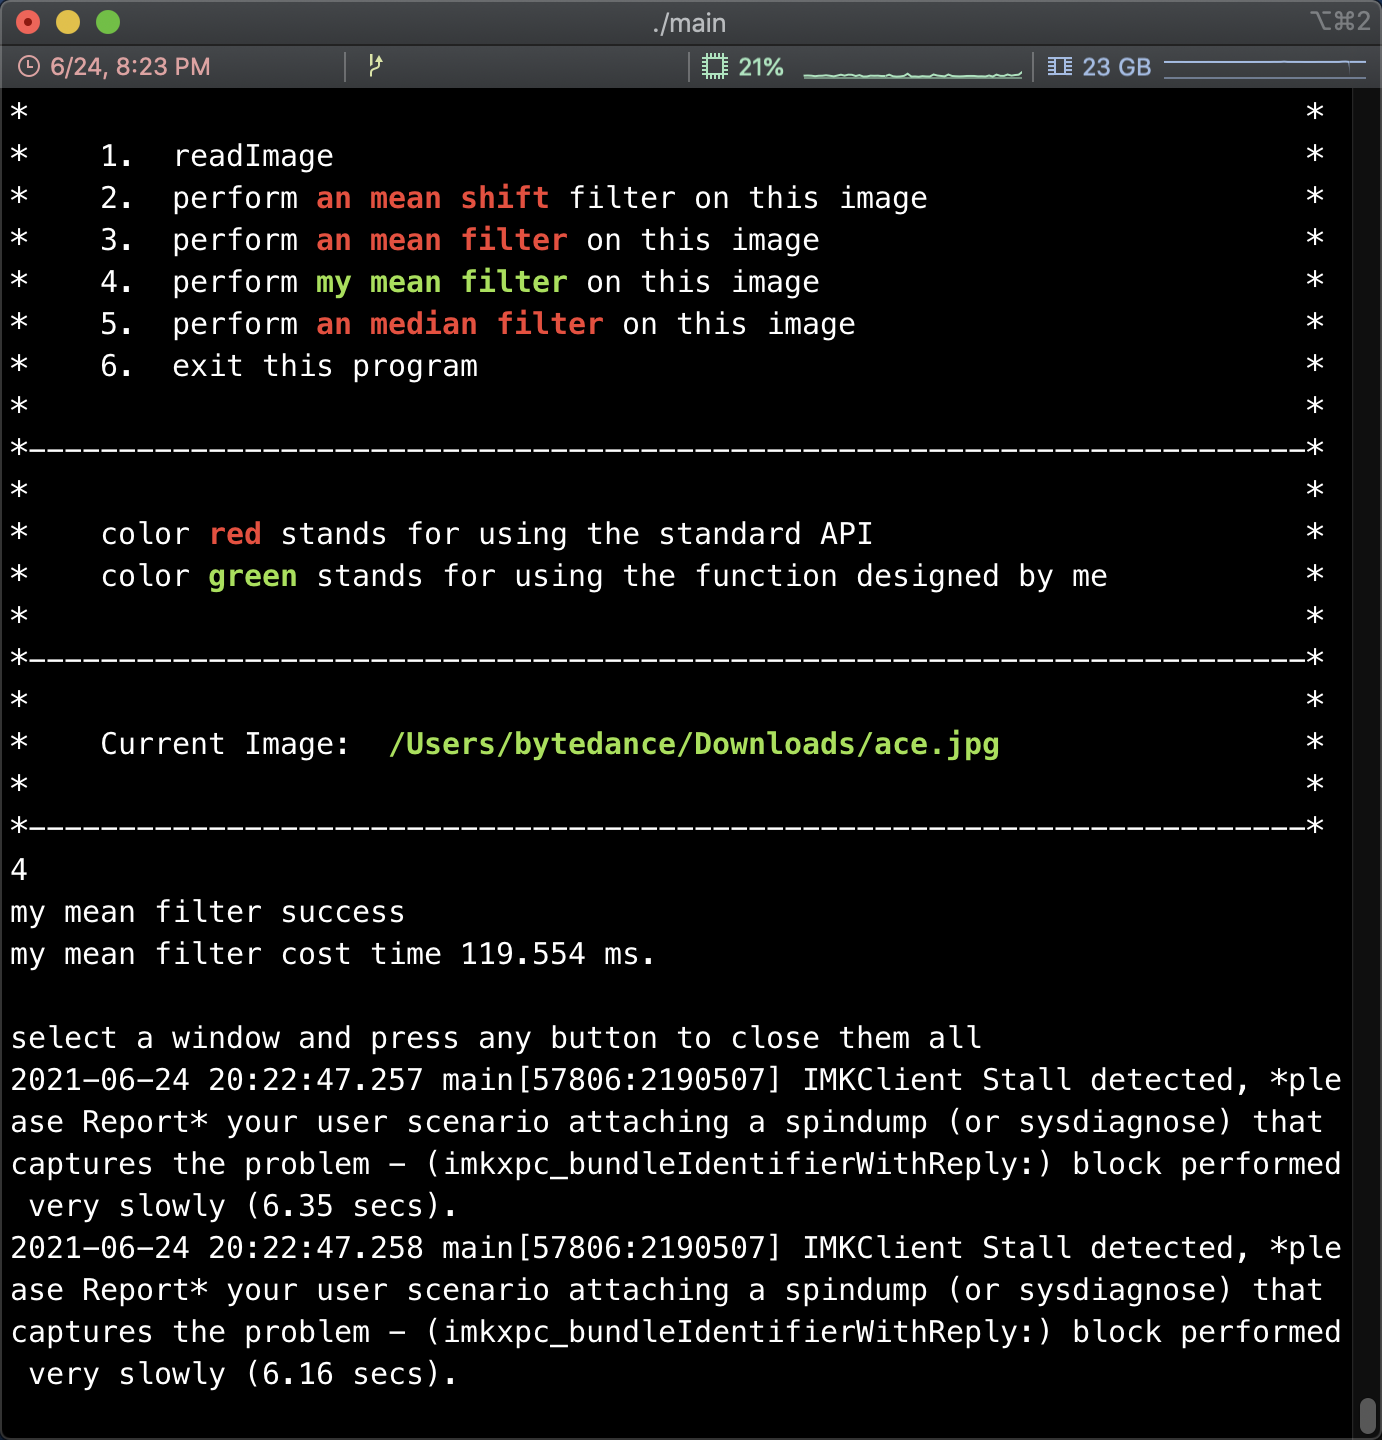 ./main
⌥⌘2
6/24, 8:23 PM 21% 23 GB
* *
* 1. readImage *
* 2. perform an mean shift filter on this image *
* 3. perform an mean filter on this image *
* 4. perform my mean filter on this image *
* 5. perform an median filter on this image *
* 6. exit this program *
* *
*-----------------------------------------------------------------------*
* *
* color red stands for using the standard API *
* color green stands for using the function designed by me *
* *
*-----------------------------------------------------------------------*
* *
* Current Image: /Users/bytedance/Downloads/ace.jpg *
* *
*-----------------------------------------------------------------------*
4
my mean filter success
my mean filter cost time 119.554 ms.
select a window and press any button to close them all
2021-06-24 20:22:47.257 main[57806:2190507] IMKClient Stall detected, *ple
ase Report* your user scenario attaching a spindump (or sysdiagnose) that
captures the problem - (imkxpc_bundleIdentifierWithReply:) block performed
very slowly (6.35 secs).
2021-06-24 20:22:47.258 main[57806:2190507] IMKClient Stall detected, *ple
ase Report* your user scenario attaching a spindump (or sysdiagnose) that
captures the problem - (imkxpc_bundleIdentifierWithReply:) block performed
very slowly (6.16 secs).